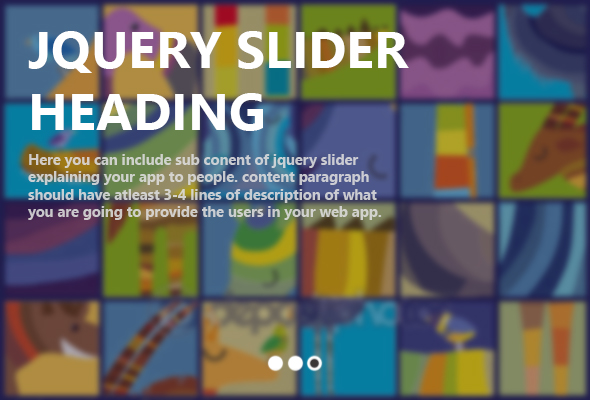 JQUERY SLIDER
HEADING
Here you can include sub conent of jquery slider
explaining your app to people. content paragraph
should have atleast 3-4 lines of description of what
you are going to provide the users in your web app.